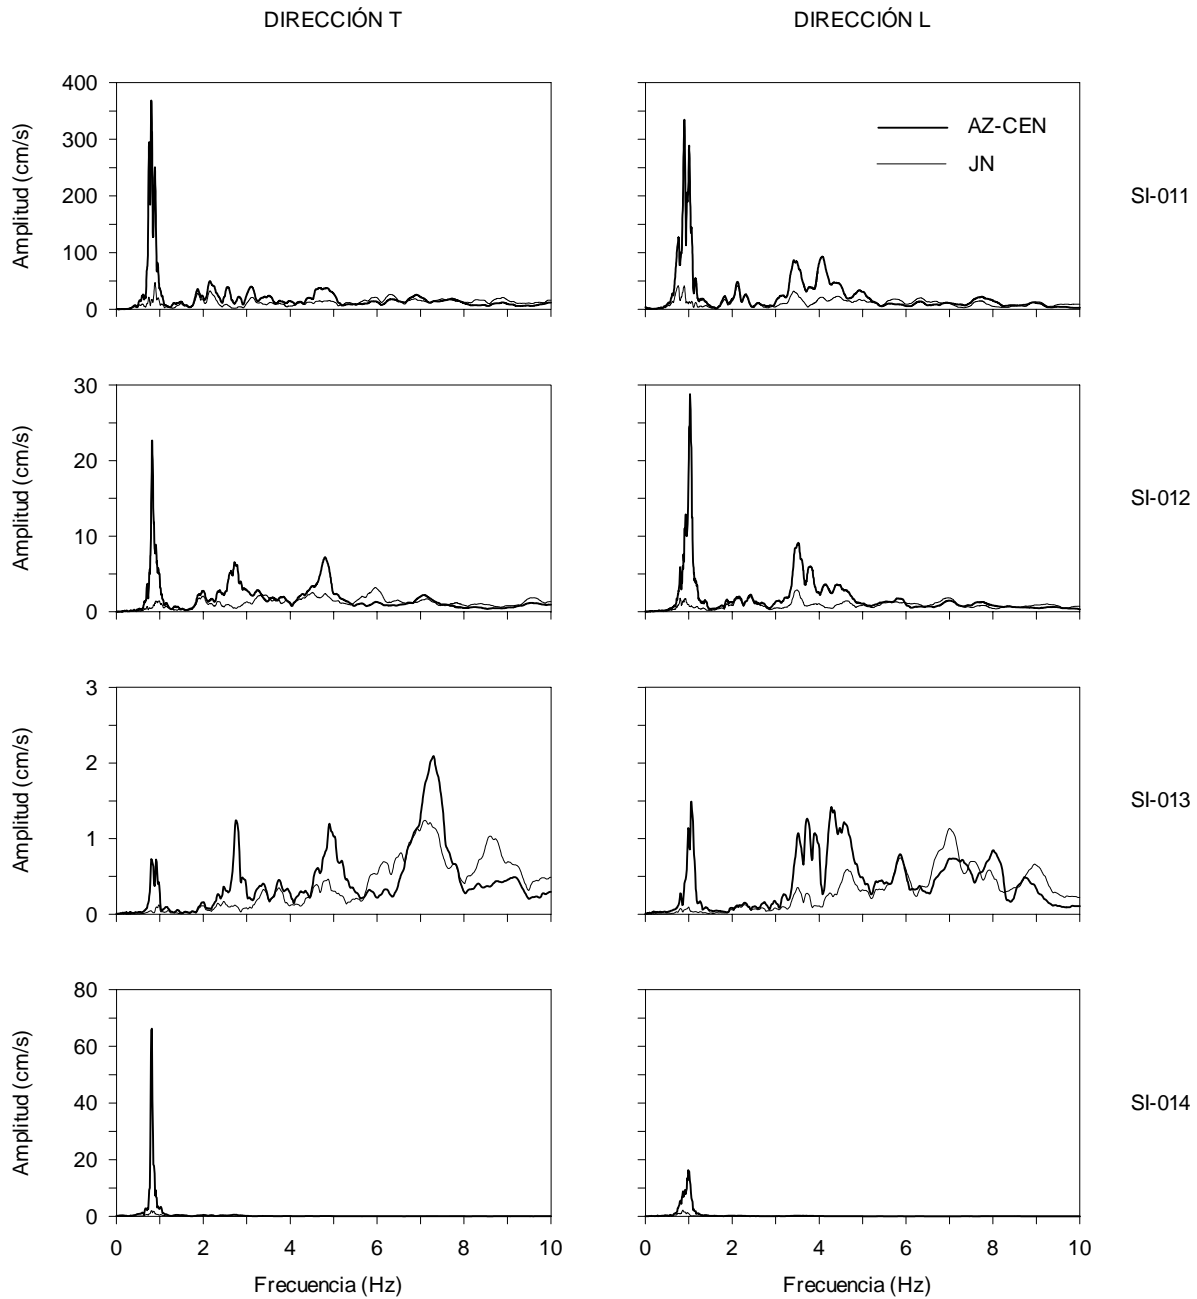 DIRECCIÓN T
DIRECCIÓN L
400
300
200
100
0
Amplitud (cm/s)
AZ-CEN
JN
SI-011
30
20
10
0
Amplitud (cm/s)
SI-012
3
2
1
0
Amplitud (cm/s)
SI-013
80
60
40
20
0
Amplitud (cm/s)
SI-014
0 2 4 6 8 10
0 2 4 6 8 10
Frecuencia (Hz)
Frecuencia (Hz)